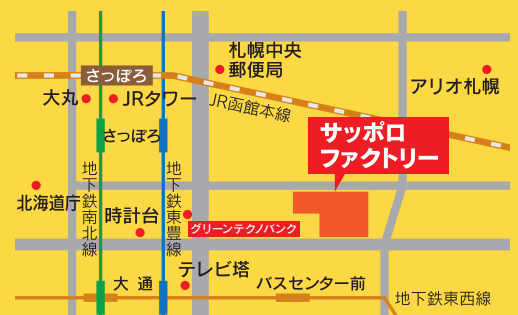 札幌中央
郵便局
さっぽろ
大丸
JRタワー
アリオ札幌
JR函館本線
さっぽろ
サッポロ
ファクトリー
地下鉄南北線
地下鉄東豊線
北海道庁
時計台
グリーンテクノバンク
テレビ塔
大通
バスセンター前
地下鉄東西線